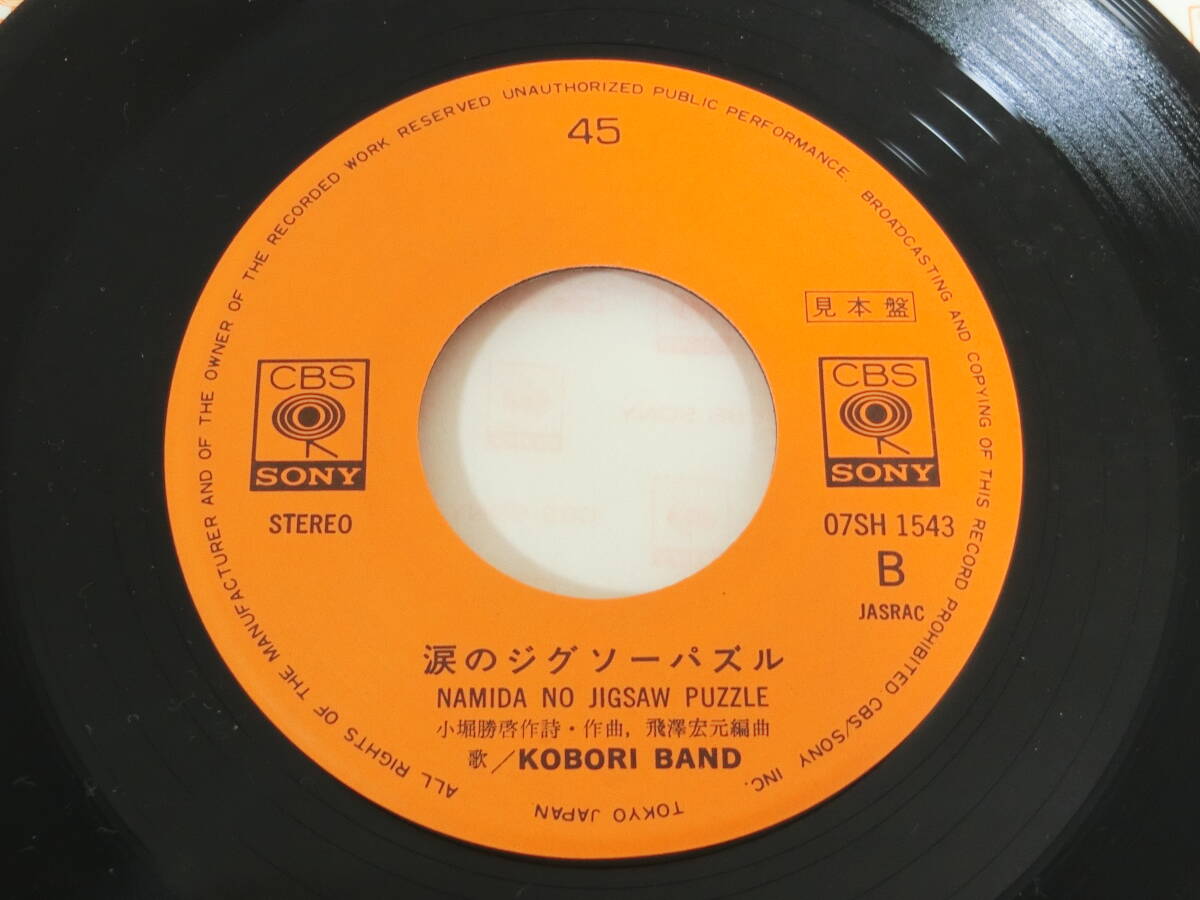 45
見本盤
CBS
SONY
STEREO
CBS
SONY
07SH 1543
B
JASRAC
涙のジグソーパズル
NAMIDA NO JIGSAW PUZZLE
小堀勝啓作詩・作曲, 飛澤宏元編曲
歌/KOBORI BAND
ALL RIGHTS OF THE MANUFACTURER AND OF THE OWNER OF THE RECORDED WORK RESERVED UNAUTHORIZED PUBLIC PERFORMANCE. BROADCASTING AND COPYING OF THIS RECORD PROHIBITED CBS/SONY INC.
TOKYO JAPAN